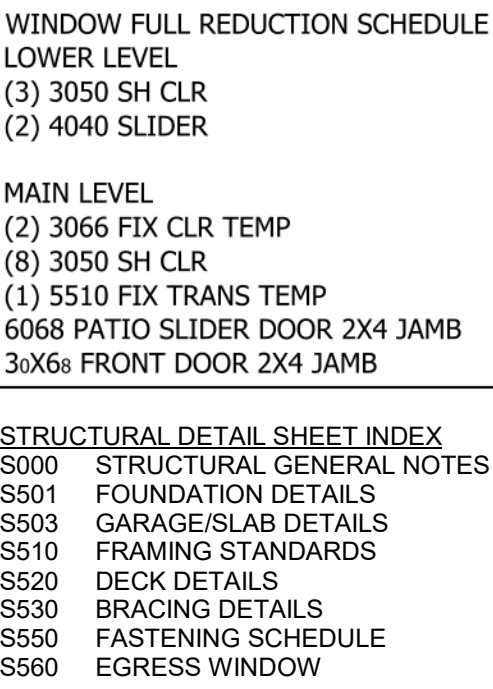 WINDOW FULL REDUCTION SCHEDULE
LOWER LEVEL
(3) 3050 SH CLR
(2) 4040 SLIDER
MAIN LEVEL
(2) 3066 FIX CLR TEMP
(8) 3050 SH CLR
(1) 5510 FIX TRANS TEMP
6068 PATIO SLIDER DOOR 2X4 JAMB
30X68 FRONT DOOR 2X4 JAMB
STRUCTURAL DETAIL SHEET INDEX
S000 STRUCTURAL GENERAL NOTES
S501 FOUNDATION DETAILS
S503 GARAGE/SLAB DETAILS
S510 FRAMING STANDARDS
S520 DECK DETAILS
S530 BRACING DETAILS
S550 FASTENING SCHEDULE
S560 EGRESS WINDOW